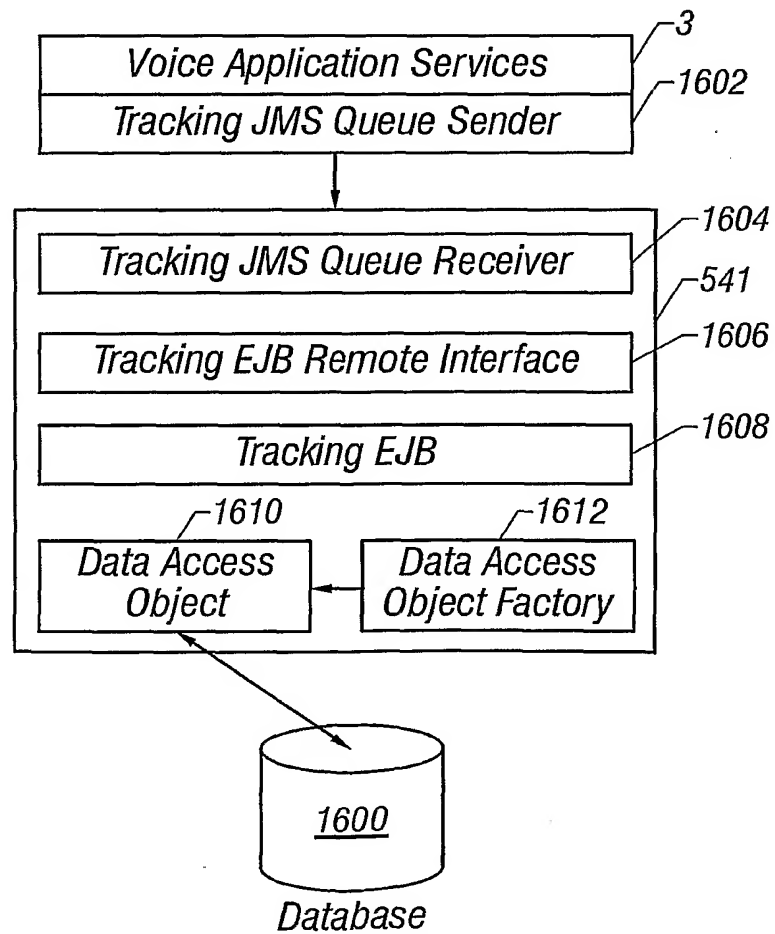 3
Voice Application Services
1602
Tracking JMS Queue Sender
1604
Tracking JMS Queue Receiver
541
1606
Tracking EJB Remote Interface
1608
Tracking EJB
1610
1612
Data Access
Object
Data Access
Object Factory
1600
Database